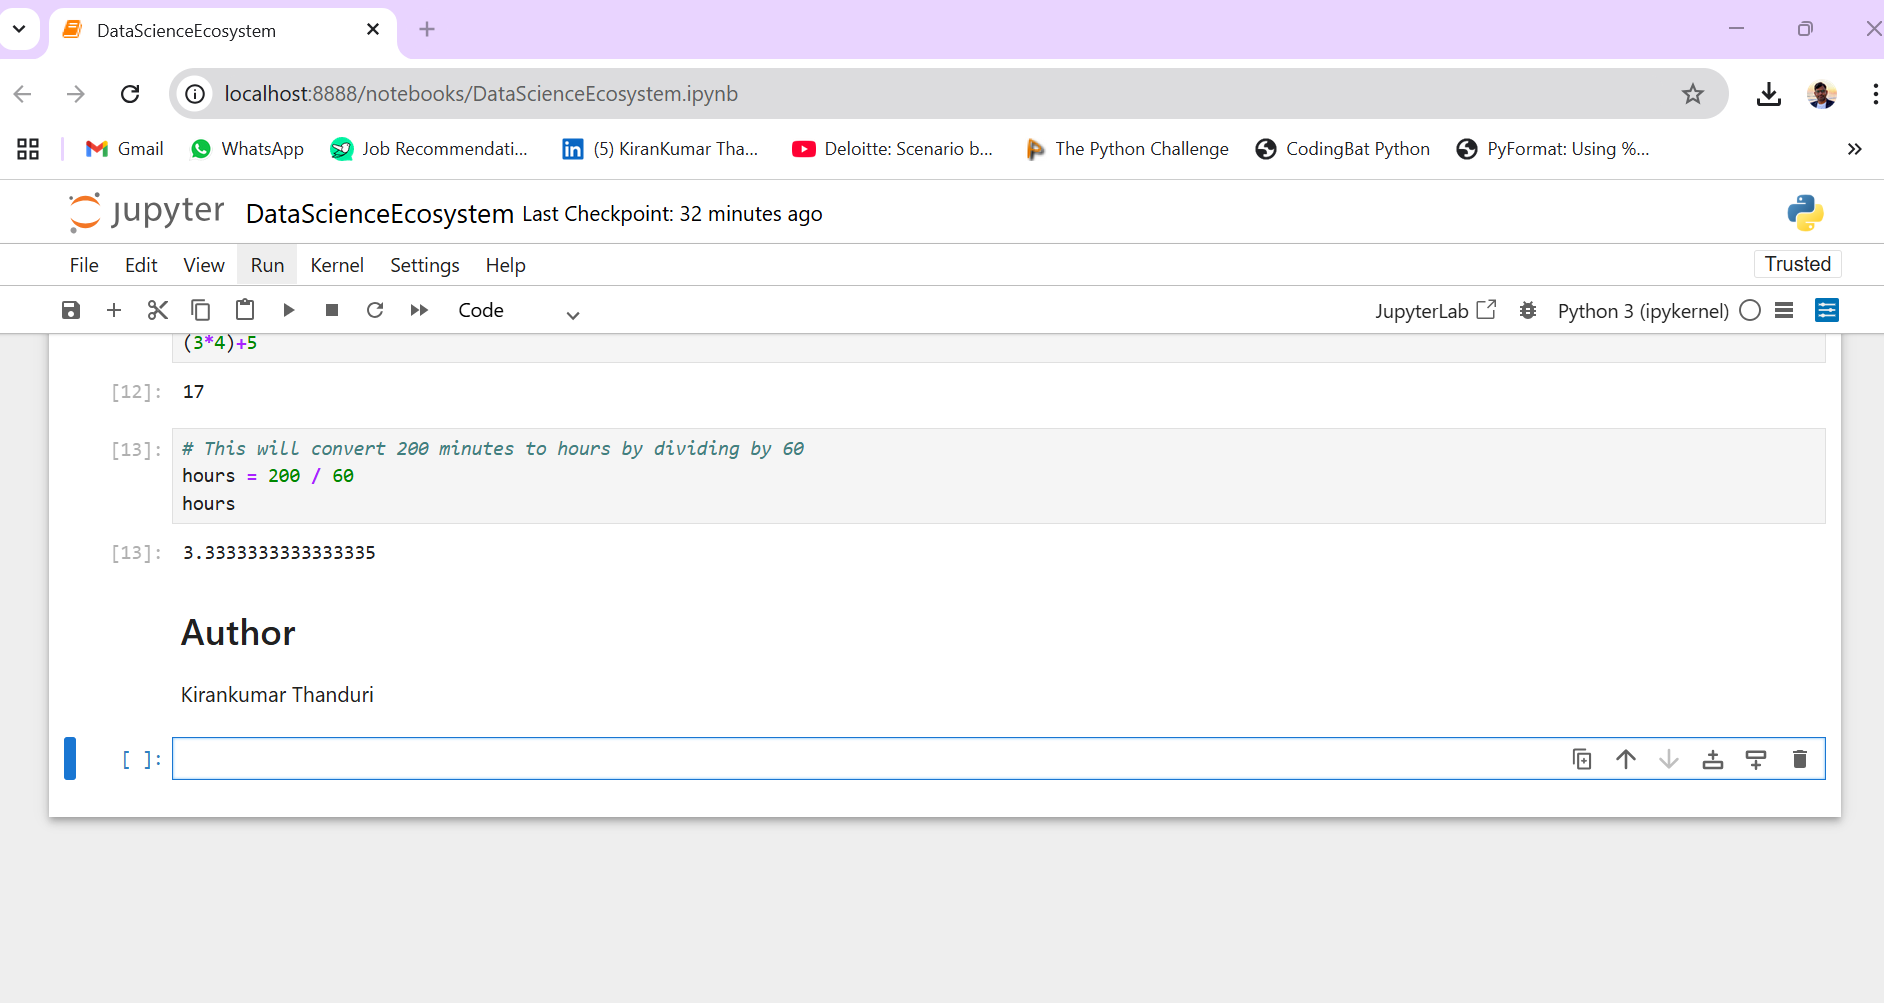 DataScienceEcosystem
localhost:8888/notebooks/DataScienceEcosystem.ipynb
Gmail WhatsApp Job Recommendati... (5) KiranKumar Tha... Deloitte: Scenario b... The Python Challenge CodingBat Python PyFormat: Using %...
jupyter DataScienceEcosystem Last Checkpoint: 32 minutes ago
File Edit View Run Kernel Settings Help Trusted
Code JupyterLab Python 3 (ipykernel)
(3*4)+5
[12]: 17
[13]: # This will convert 200 minutes to hours by dividing by 60
hours = 200 / 60
hours
[13]: 3.3333333333333335
Author
Kirankumar Thanduri
[ ]: